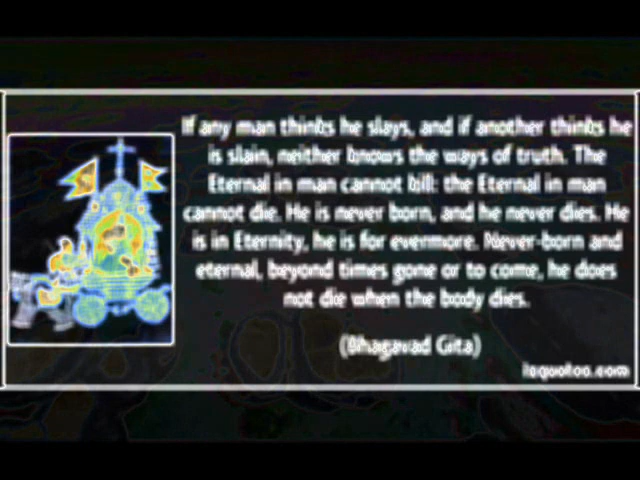 If any man thinks he slays, and if another thinks he
is slain, neither knows the ways of truth. The
Eternal in man cannot kill: the Eternal in man
cannot die. He is never born, and he never dies. He
is in Eternity, he is for evermore. Never-born and
eternal, beyond times gone or to come, he does
not die when the body dies.
(Bhagavad Gita)